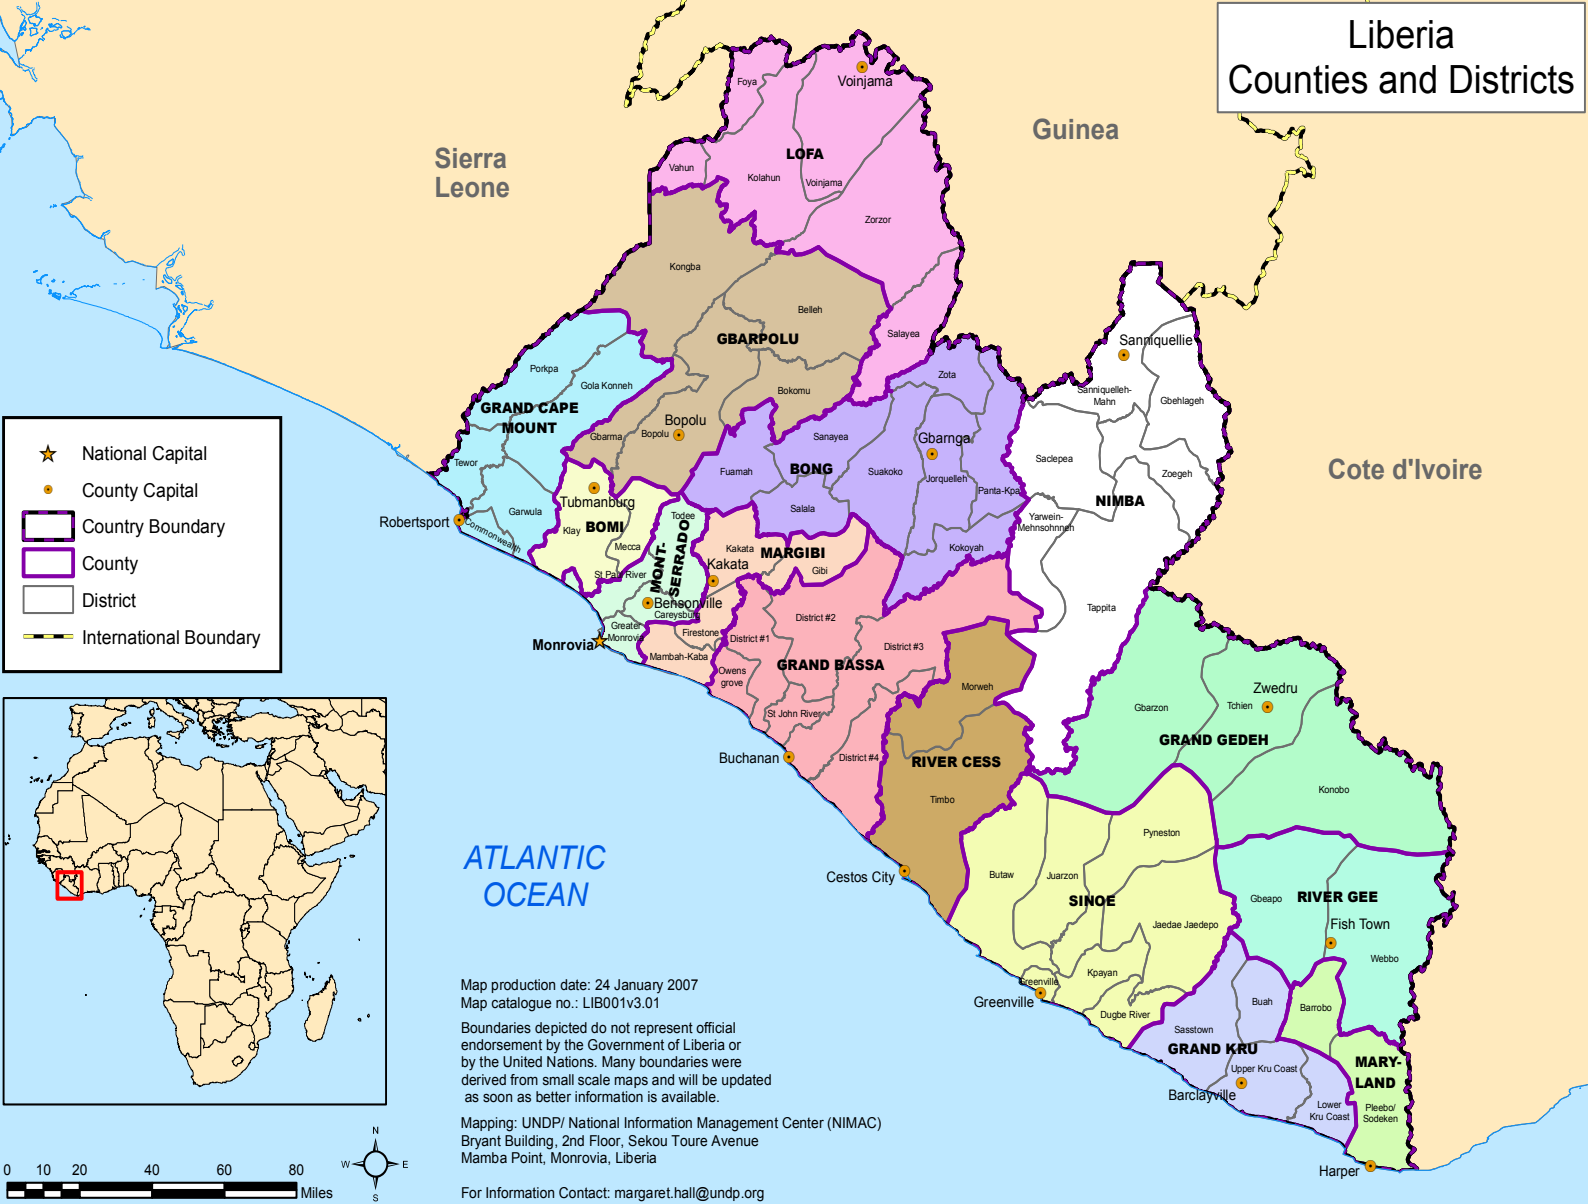 Liberia
Counties and Districts
Guinea
Sierra
Leone
Cote d'Ivoire
ATLANTIC
OCEAN
Foya
Voinjama
LOFA
Vahun
Kolahun
Voinjama
Zorzor
Salayea
Kongba
Belleh
GBARPOLU
Bokomu
Bopolu
Bopolu
Gbarma
Porkpa
Gola Konneh
GRAND CAPE
MOUNT
Tewor
Garwula
Commonwealth
Robertsport
Tubmanburg
Klay
BOMI
Mecca
St Paul River
Todee
MONT-
SERRADO
Bensonville
Careysburg
Greater
Monrovia
Monrovia
Zota
Sanayea
Gbarnga
Fuamah
BONG
Suakoko
Jorquelleh
Panta-Kpa
Salala
Kokoyah
Kakata
MARGIBI
Kakata
Gibi
Firestone
Mambah-Kaba
Sanniquellie
Sanniquelleh-
Mahn
Gbehlageh
Saclepea
Zoegeh
NIMBA
Yarwein-
Mehnsohnneh
Tappita
District #2
District #1
District #3
GRAND BASSA
Owens
grove
St John River
District #4
Buchanan
Morweh
RIVER CESS
Timbo
Cestos City
Zwedru
Gbarzon
Tchien
GRAND GEDEH
Konobo
Pyneston
Butaw
Juarzon
SINOE
Jaedae Jaedepo
Kpayan
Greenville
Greenville
Dugbe River
Gbeapo
RIVER GEE
Fish Town
Webbo
Buah
Barrobo
Sasstown
GRAND KRU
Upper Kru Coast
Barclayville
Lower
Kru Coast
MARY-
LAND
Pleebo/
Sodeken
Harper
National Capital
County Capital
Country Boundary
County
District
International Boundary
Map production date: 24 January 2007
Map catalogue no.: LIB001v3.01
Boundaries depicted do not represent official
endorsement by the Government of Liberia or
by the United Nations. Many boundaries were
derived from small scale maps and will be updated
as soon as better information is available.
Mapping: UNDP/ National Information Management Center (NIMAC)
Bryant Building, 2nd Floor, Sekou Toure Avenue
Mamba Point, Monrovia, Liberia
For Information Contact: margaret.hall@undp.org
N
W
E
S
0 10 20 40 60 80
Miles